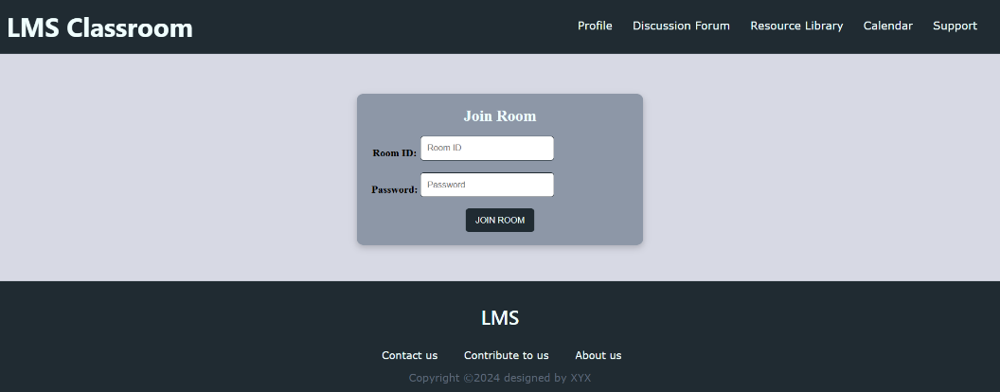 LMS Classroom
Profile Discussion Forum Resource Library Calendar Support
Join Room
Room ID: Room ID
Password: Password
JOIN ROOM
LMS
Contact us Contribute to us About us
Copyright ©2024 designed by XYX